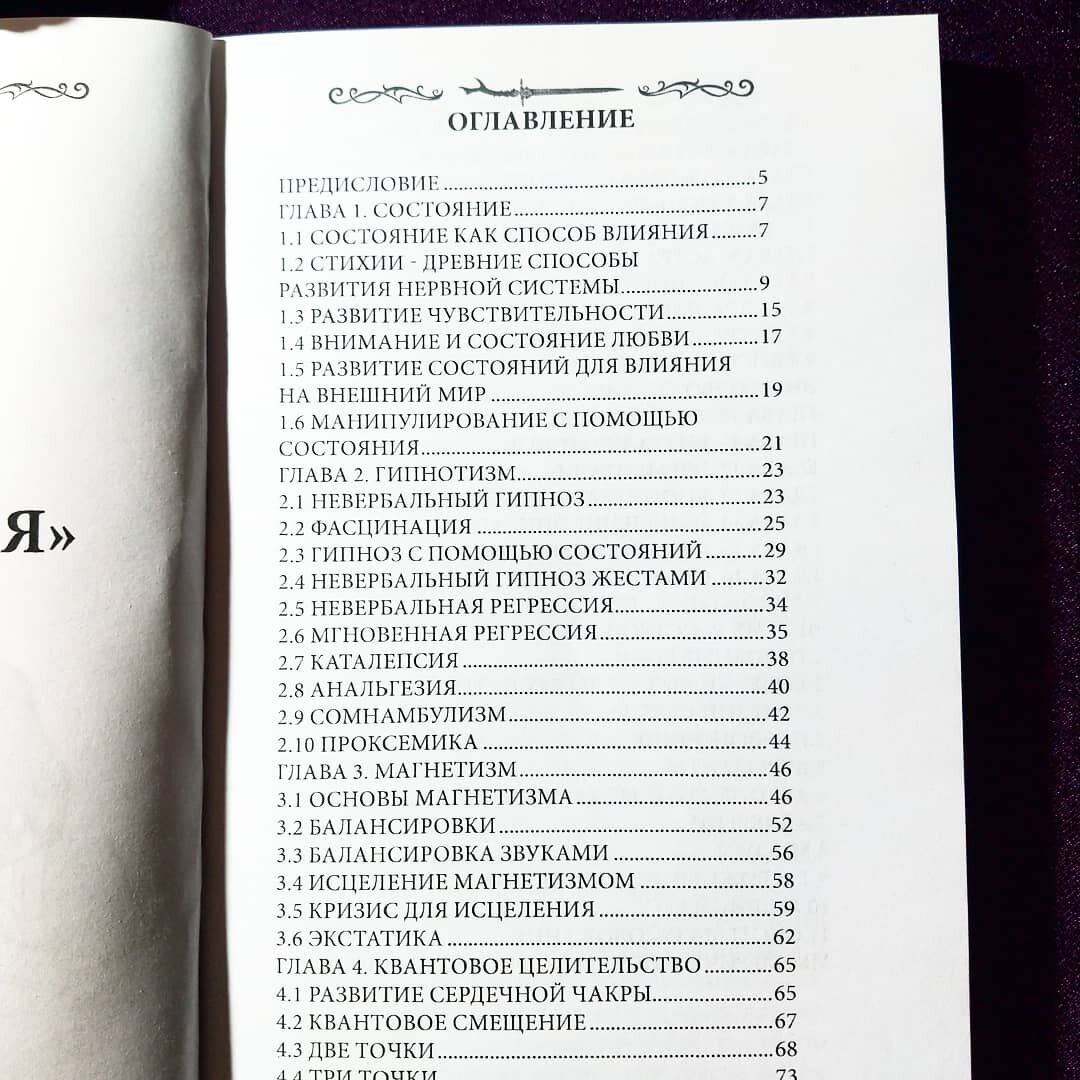 Я»
ОГЛАВЛЕНИЕ
ПРЕДИСЛОВИЕ..................................................5
ГЛАВА 1. СОСТОЯНИЕ.......................................7
1.1 СОСТОЯНИЕ КАК СПОСОБ ВЛИЯНИЯ.........7
1.2 СТИХИИ - ДРЕВНИЕ СПОСОБЫ
РАЗВИТИЯ НЕРВНОЙ СИСТЕМЫ......................9
1.3 РАЗВИТИЕ ЧУВСТВИТЕЛЬНОСТИ...............15
1.4 ВНИМАНИЕ И СОСТОЯНИЕ ЛЮБВИ...........17
1.5 РАЗВИТИЕ СОСТОЯНИЙ ДЛЯ ВЛИЯНИЯ
НА ВНЕШНИЙ МИР...........................................19
1.6 МАНИПУЛИРОВАНИЕ С ПОМОЩЬЮ
СОСТОЯНИЯ......................................................21
ГЛАВА 2. ГИПНОТИЗМ.......................................23
2.1 НЕВЕРБАЛЬНЫЙ ГИПНОЗ...........................23
2.2 ФАСЦИНАЦИЯ.............................................25
2.3 ГИПНОЗ С ПОМОЩЬЮ СОСТОЯНИЙ.........29
2.4 НЕВЕРБАЛЬНЫЙ ГИПНОЗ ЖЕСТАМИ.........32
2.5 НЕВЕРБАЛЬНАЯ РЕГРЕССИЯ.......................34
2.6 МГНОВЕННАЯ РЕГРЕССИЯ..........................35
2.7 КАТАЛЕПСИЯ................................................38
2.8 АНАЛЬГЕЗИЯ................................................40
2.9 СОМНАМБУЛИЗМ........................................42
2.10 ПРОКСЕМИКА............................................44
ГЛАВА 3. МАГНЕТИЗМ.......................................46
3.1 ОСНОВЫ МАГНЕТИЗМА..............................46
3.2 БАЛАНСИРОВКИ..........................................52
3.3 БАЛАНСИРОВКА ЗВУКАМИ.........................56
3.4 ИСЦЕЛЕНИЕ МАГНЕТИЗМОМ....................58
3.5 КРИЗИС ДЛЯ ИСЦЕЛЕНИЯ...........................59
3.6 ЭКСТАТИКА..................................................62
ГЛАВА 4. КВАНТОВОЕ ЦЕЛИТЕЛЬСТВО..........65
4.1 РАЗВИТИЕ СЕРДЕЧНОЙ ЧАКРЫ..................65
4.2 КВАНТОВОЕ СМЕЩЕНИЕ............................67
4.3 ДВЕ ТОЧКИ...................................................68
4.4 ТРИ ТОЧКИ...................................................73